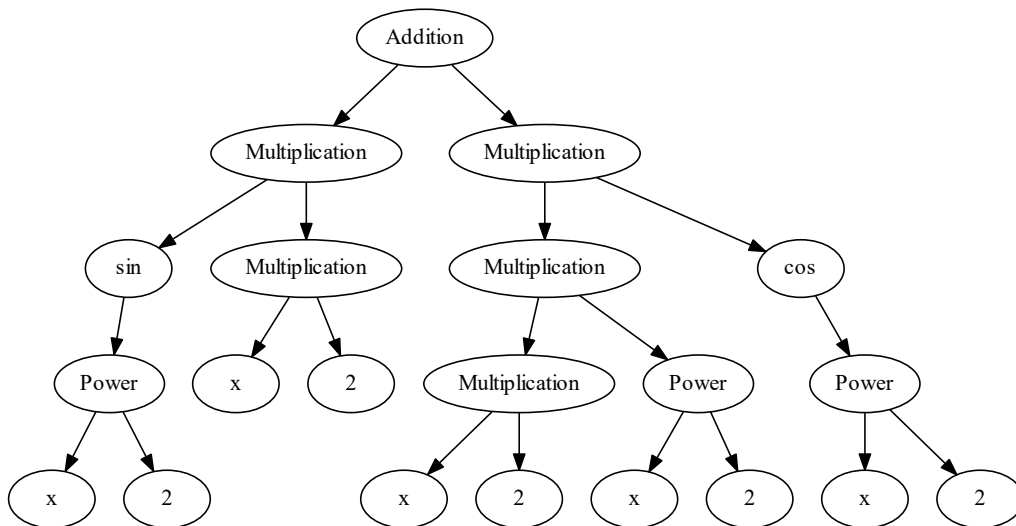 Addition
Multiplication Multiplication
sin Multiplication Multiplication cos
Power x 2 Multiplication Power Power
x 2 x 2 x 2 x 2